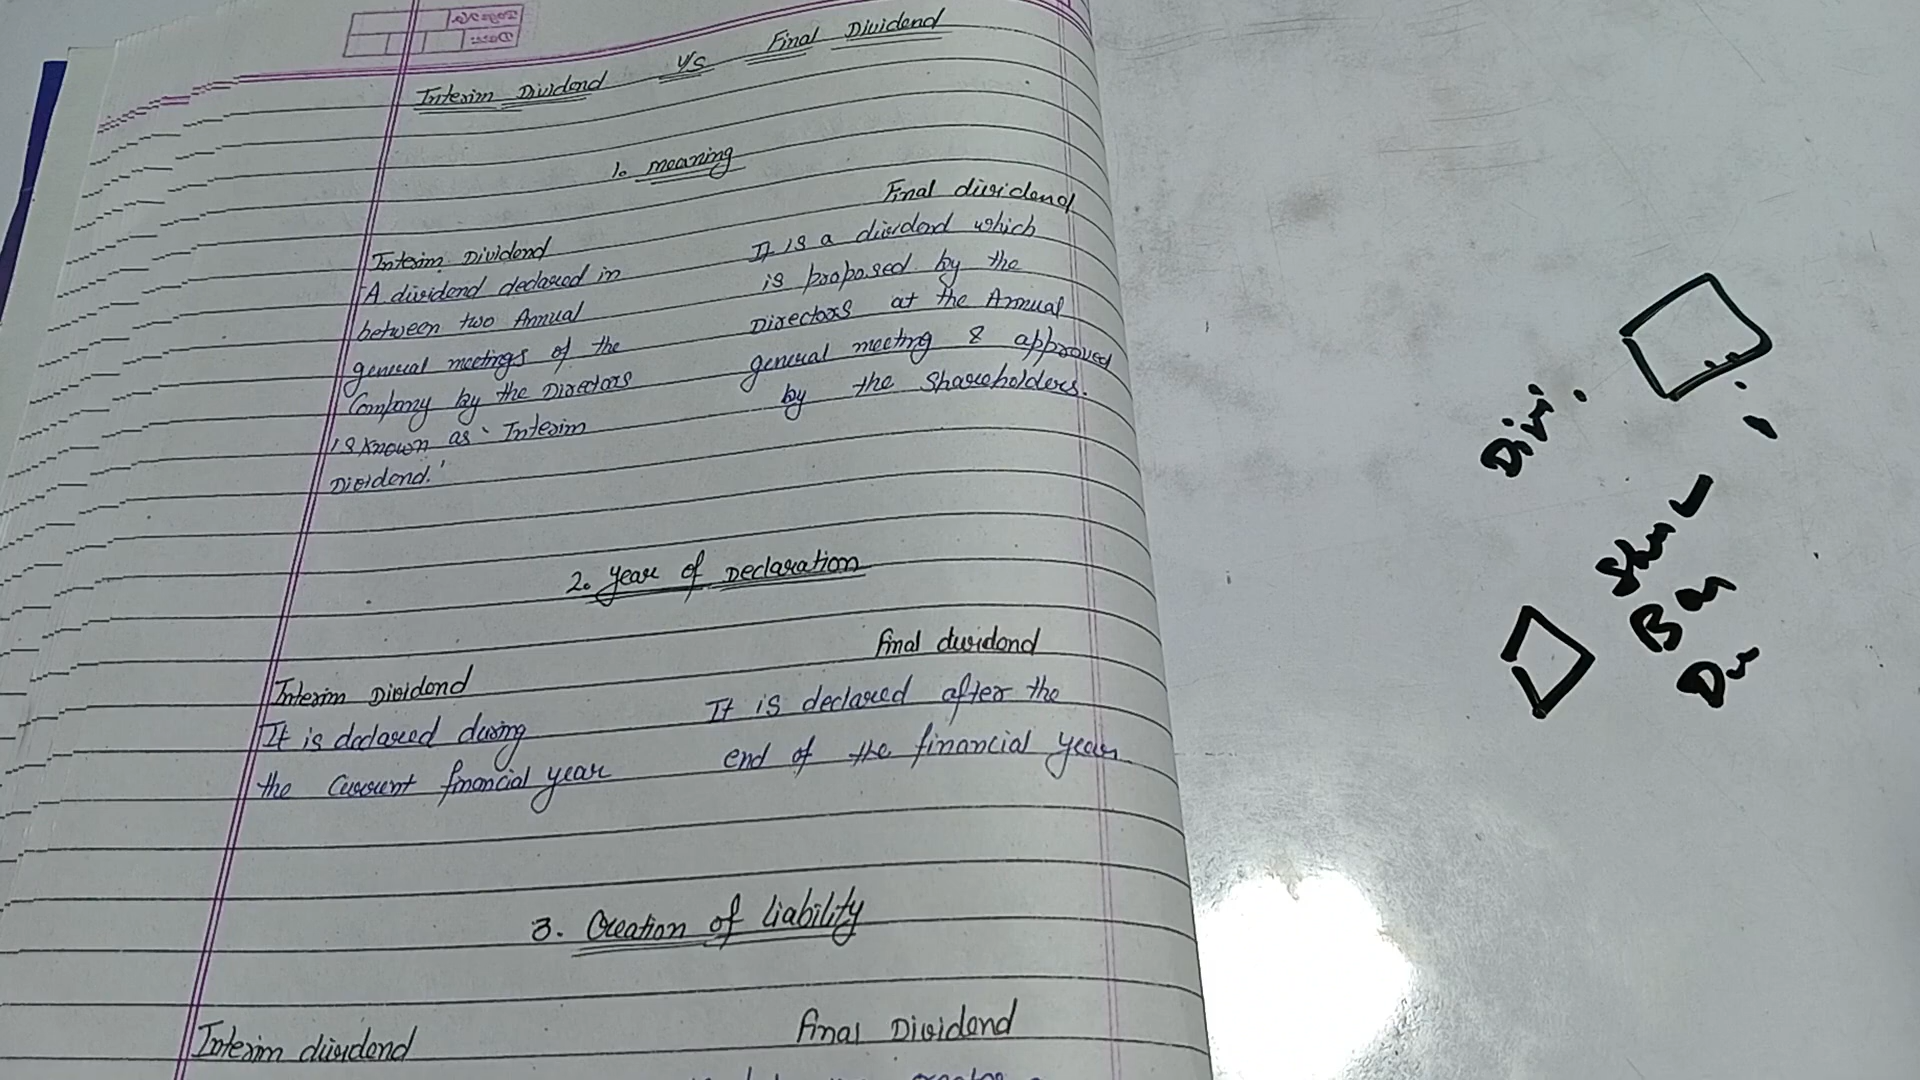 Interim Dividend V/S Final Dividend
1. meaning
Interim Dividend
A dividend declared in
between two Annual
general meetings of the
Company by the Directors
is known as 'Interim
Dividend.'
Final dividend
It is a dividend which
is proposed by the
Directors at the Annual
general meeting & approved
by the Shareholders.
2. Year of Declaration
Interim Dividend
It is declared during
the Current financial year
final dividend
It is declared after the
end of the financial year
3. Creation of liability
Interim dividend
final Dividend
Divi.